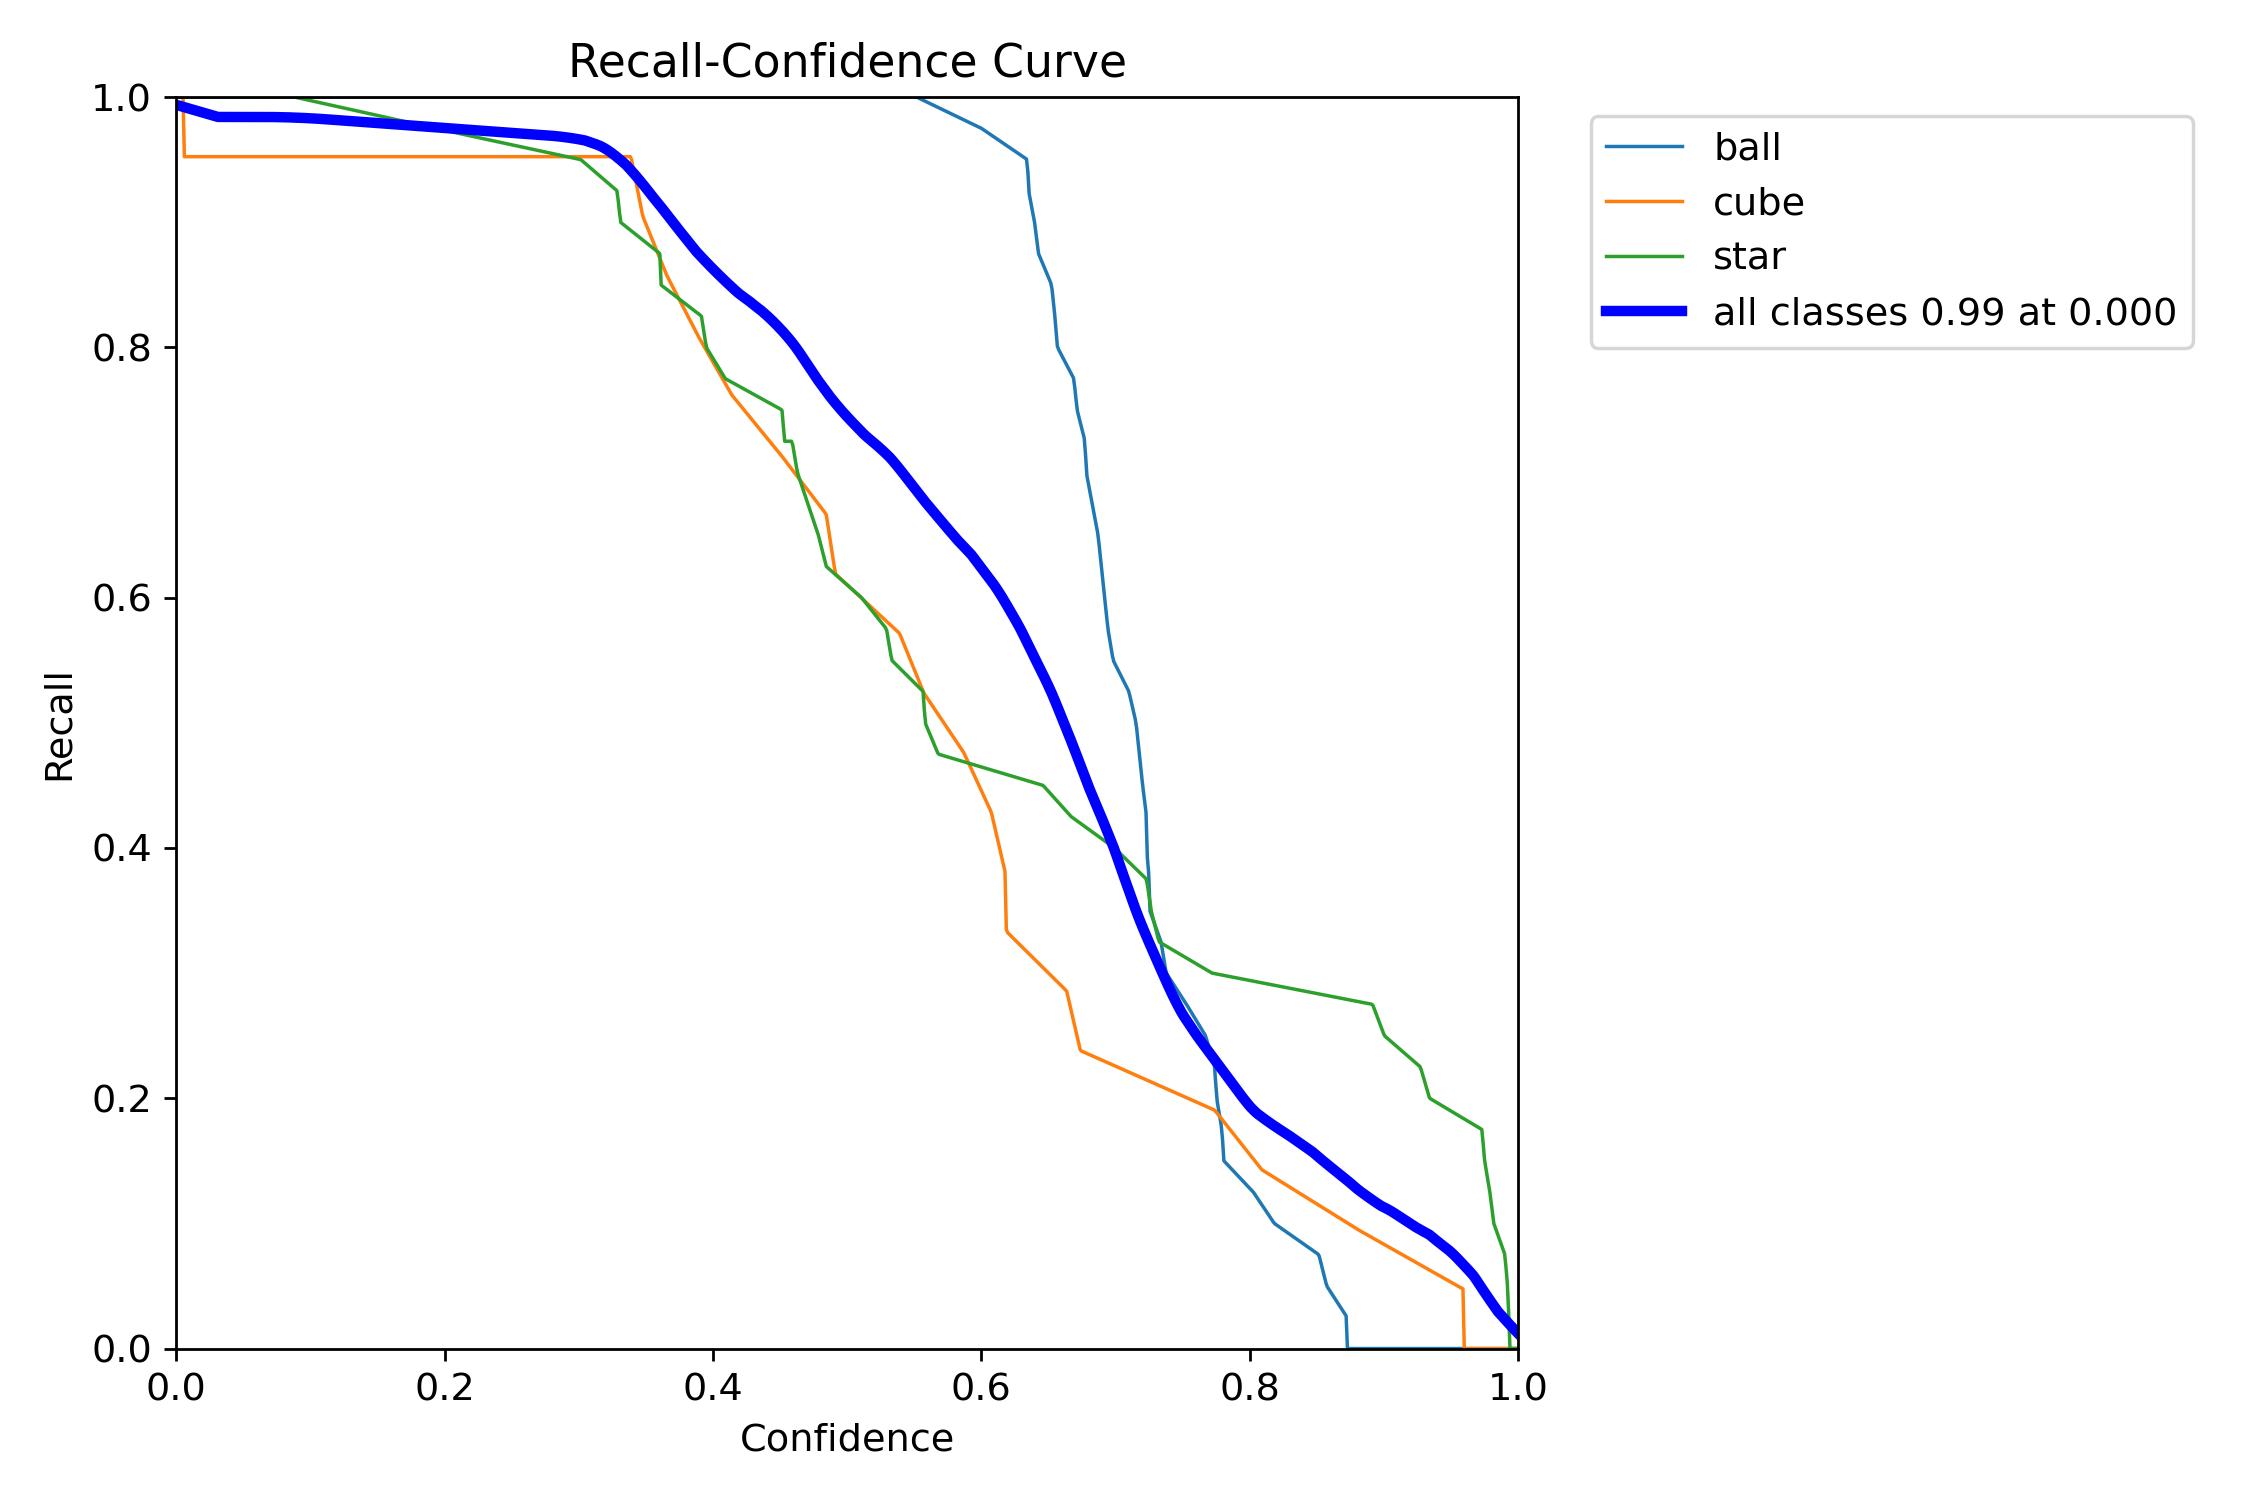 Recall-Confidence Curve
1.0
0.8
0.6
0.4
0.2
0.0
Recall
0.0 0.2 0.4 0.6 0.8 1.0
Confidence
ball
cube
star
all classes 0.99 at 0.000